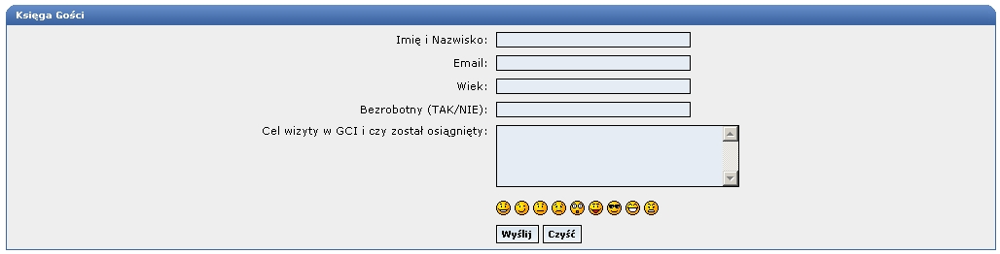 Księga Gości
Imię i Nazwisko:
Email:
Wiek:
Bezrobotny (TAK/NIE):
Cel wizyty w GCI i czy został osiągnięty:
Wyślij Czyść